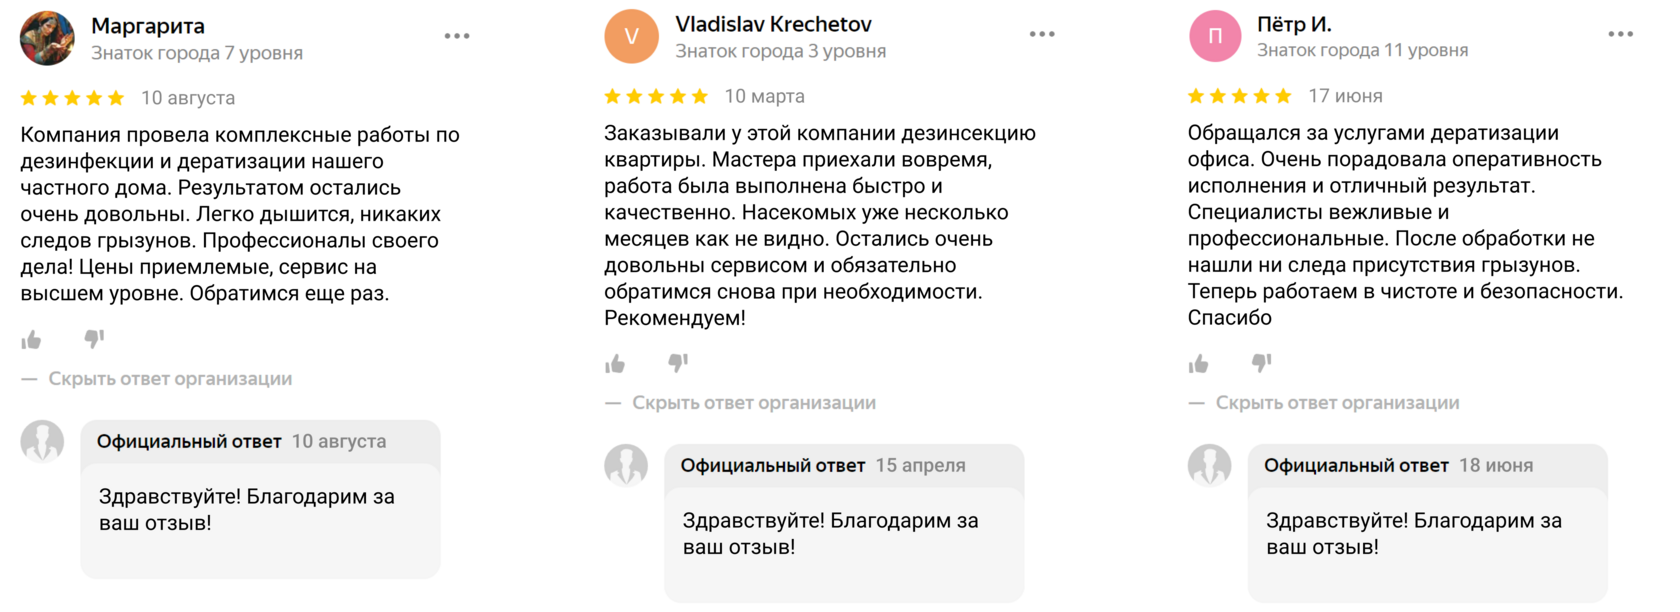 Маргарита
Знаток города 7 уровня
10 августа
Компания провела комплексные работы по
дезинфекции и дератизации нашего
частного дома. Результатом остались
очень довольны. Легко дышится, никаких
следов грызунов. Профессионалы своего
дела! Цены приемлемые, сервис на
высшем уровне. Обратимся еще раз.
— Скрыть ответ организации
Официальный ответ 10 августа
Здравствуйте! Благодарим за
ваш отзыв!
V
Vladislav Krechetov
Знаток города 3 уровня
10 марта
Заказывали у этой компании дезинсекцию
квартиры. Мастера приехали вовремя,
работа была выполнена быстро и
качественно. Насекомых уже несколько
месяцев как не видно. Остались очень
довольны сервисом и обязательно
обратимся снова при необходимости.
Рекомендуем!
— Скрыть ответ организации
Официальный ответ 15 апреля
Здравствуйте! Благодарим за
ваш отзыв!
П
Пётр И.
Знаток города 11 уровня
17 июня
Обращался за услугами дератизации
офиса. Очень порадовала оперативность
исполнения и отличный результат.
Специалисты вежливые и
профессиональные. После обработки не
нашли ни следа присутствия грызунов.
Теперь работаем в чистоте и безопасности.
Спасибо
— Скрыть ответ организации
Официальный ответ 18 июня
Здравствуйте! Благодарим за
ваш отзыв!